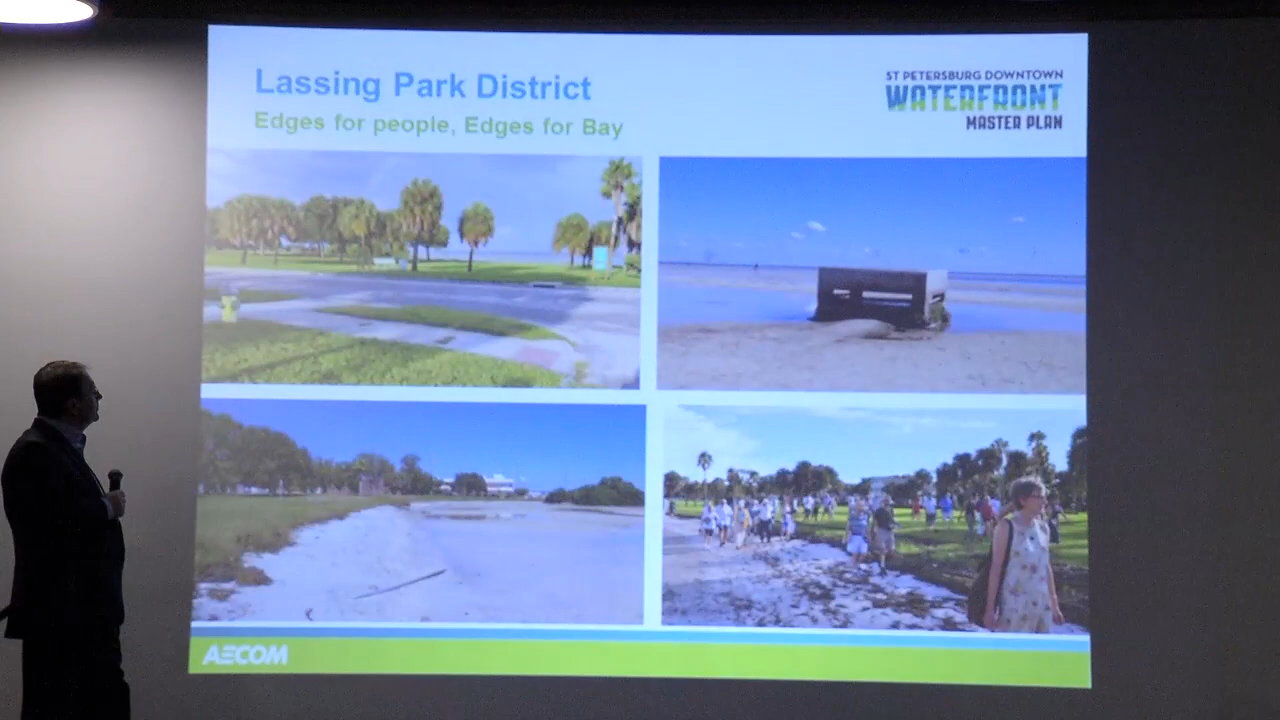 Lassing Park District
Edges for people, Edges for Bay
ST PETERSBURG DOWNTOWN
WATERFRONT
MASTER PLAN
AECOM